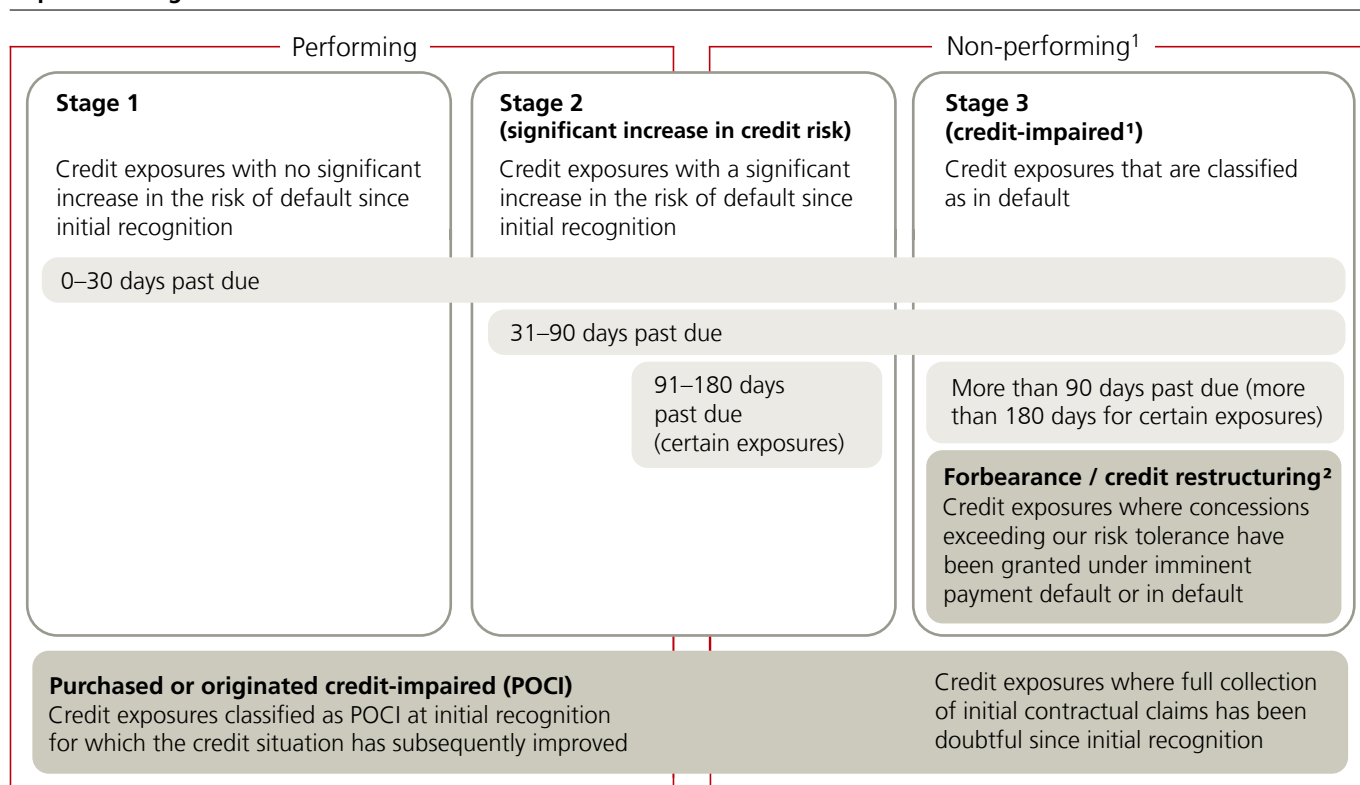 Performing
Non-performing¹
Stage 1
Credit exposures with no significant
increase in the risk of default since
initial recognition
Stage 2
(significant increase in credit risk)
Credit exposures with a significant
increase in the risk of default since
initial recognition
Stage 3
(credit-impaired¹)
Credit exposures that are classified
as in default
0–30 days past due
31–90 days past due
91–180 days
past due
(certain exposures)
More than 90 days past due (more
than 180 days for certain exposures)
Forbearance / credit restructuring²
Credit exposures where concessions
exceeding our risk tolerance have
been granted under imminent
payment default or in default
Purchased or originated credit-impaired (POCI)
Credit exposures classified as POCI at initial recognition
for which the credit situation has subsequently improved
Credit exposures where full collection
of initial contractual claims has been
doubtful since initial recognition